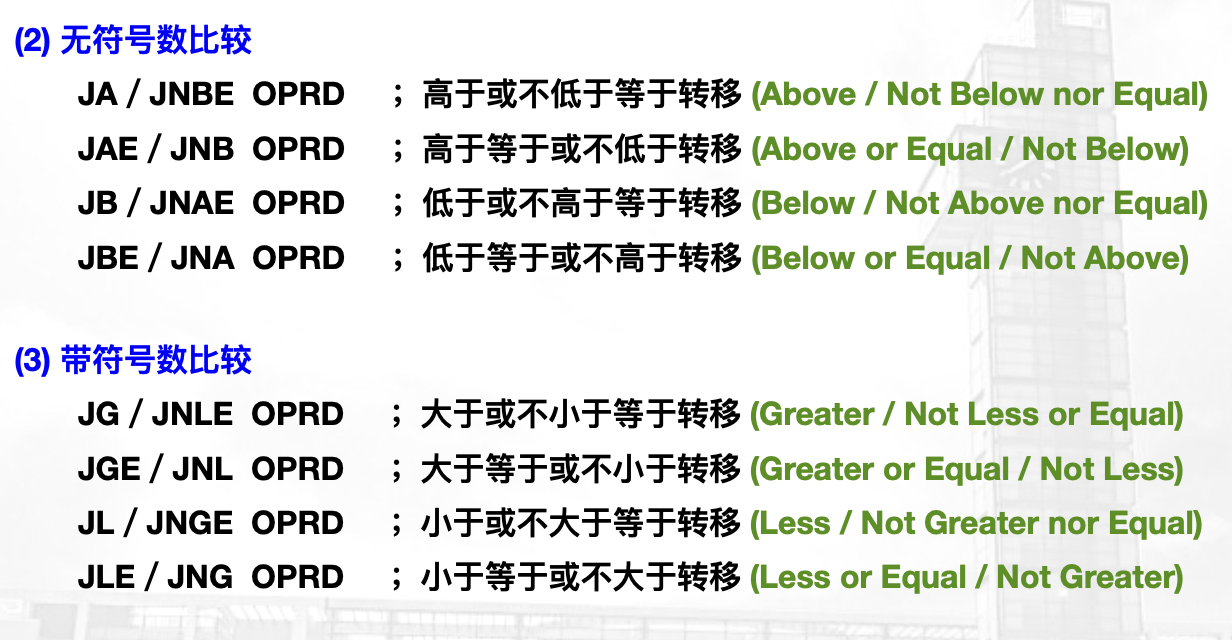 (2) 无符号数比较
JA / JNBE OPRD ；高于或不低于等于转移 (Above / Not Below nor Equal)
JAE / JNB OPRD ；高于等于或不低于转移 (Above or Equal / Not Below)
JB / JNAE OPRD ；低于或不高于等于转移 (Below / Not Above nor Equal)
JBE / JNA OPRD ；低于等于或不高于转移 (Below or Equal / Not Above)
(3) 带符号数比较
JG / JNLE OPRD ；大于或不小于等于转移 (Greater / Not Less or Equal)
JGE / JNL OPRD ；大于等于或不小于转移 (Greater or Equal / Not Less)
JL / JNGE OPRD ；小于或不大于等于转移 (Less / Not Greater nor Equal)
JLE / JNG OPRD ；小于等于或不大于转移 (Less or Equal / Not Greater)